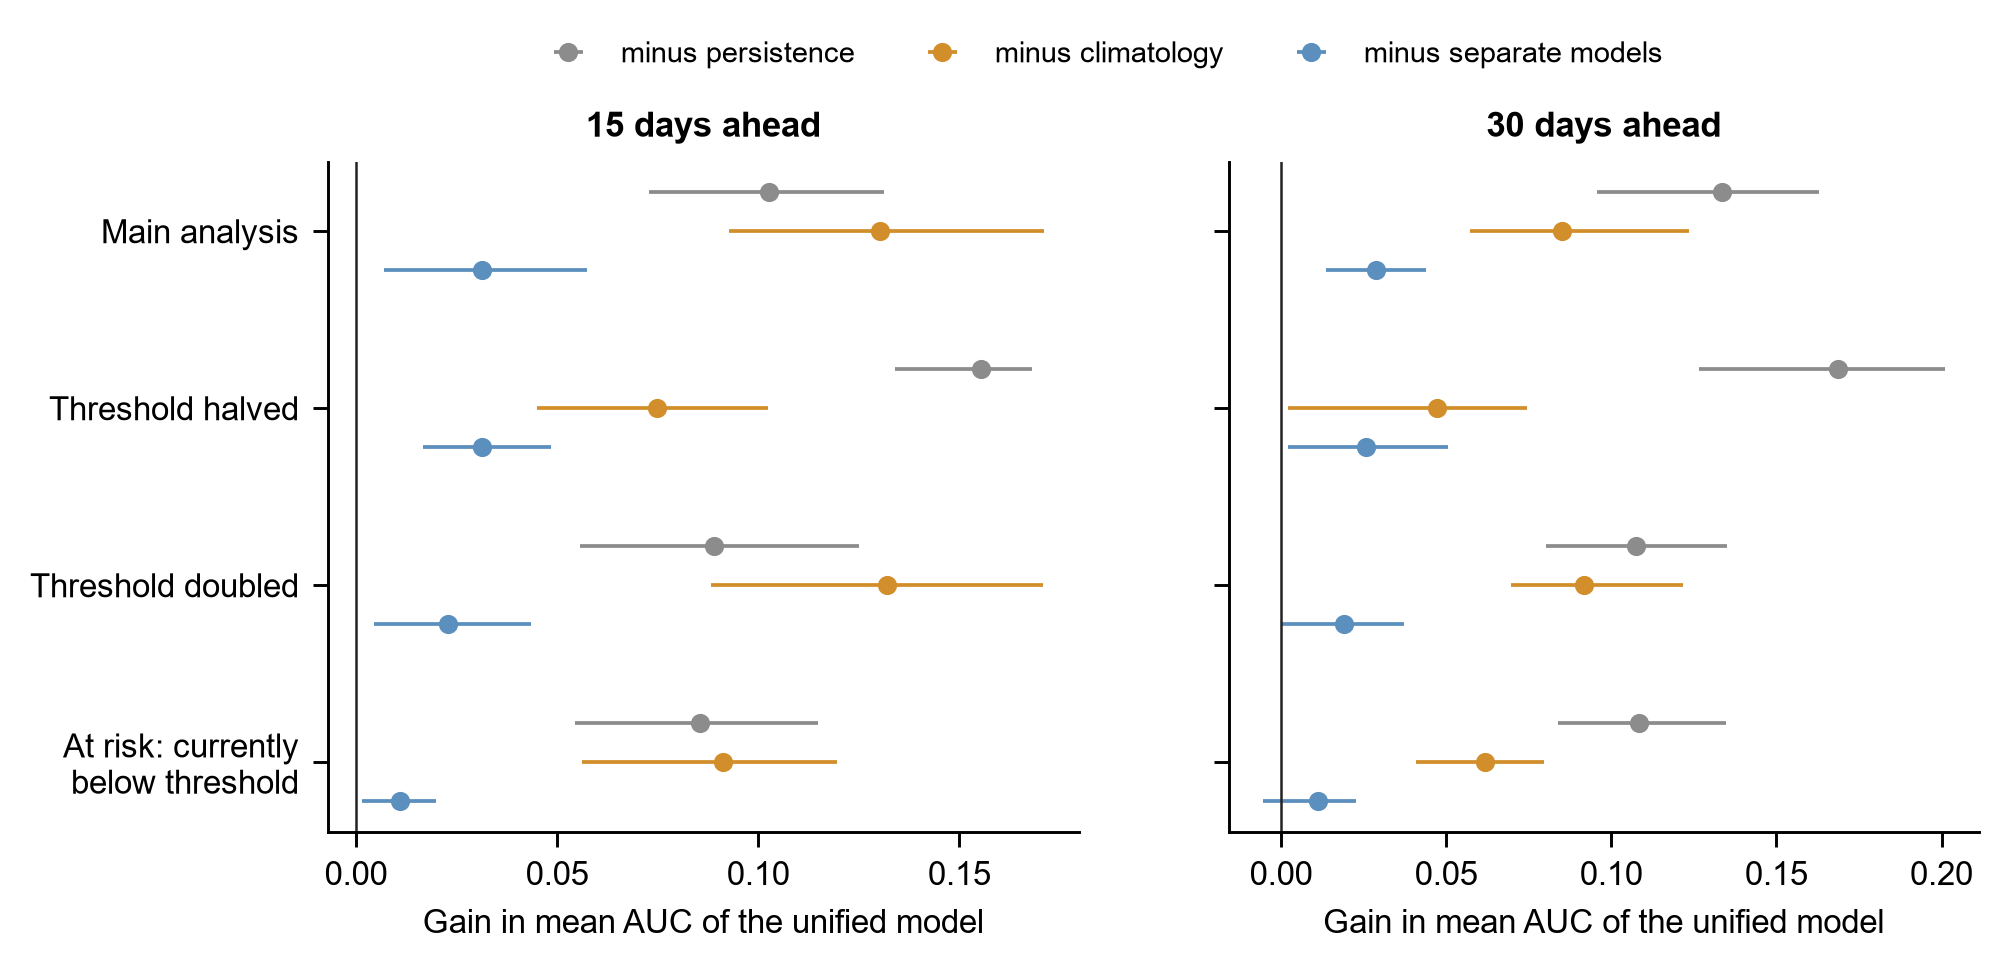 minus persistence
minus climatology
minus separate models
15 days ahead
30 days ahead
Main analysis
Threshold halved
Threshold doubled
At risk: currently
below threshold
0.00 0.05 0.10 0.15
0.00 0.05 0.10 0.15 0.20
Gain in mean AUC of the unified model
Gain in mean AUC of the unified model